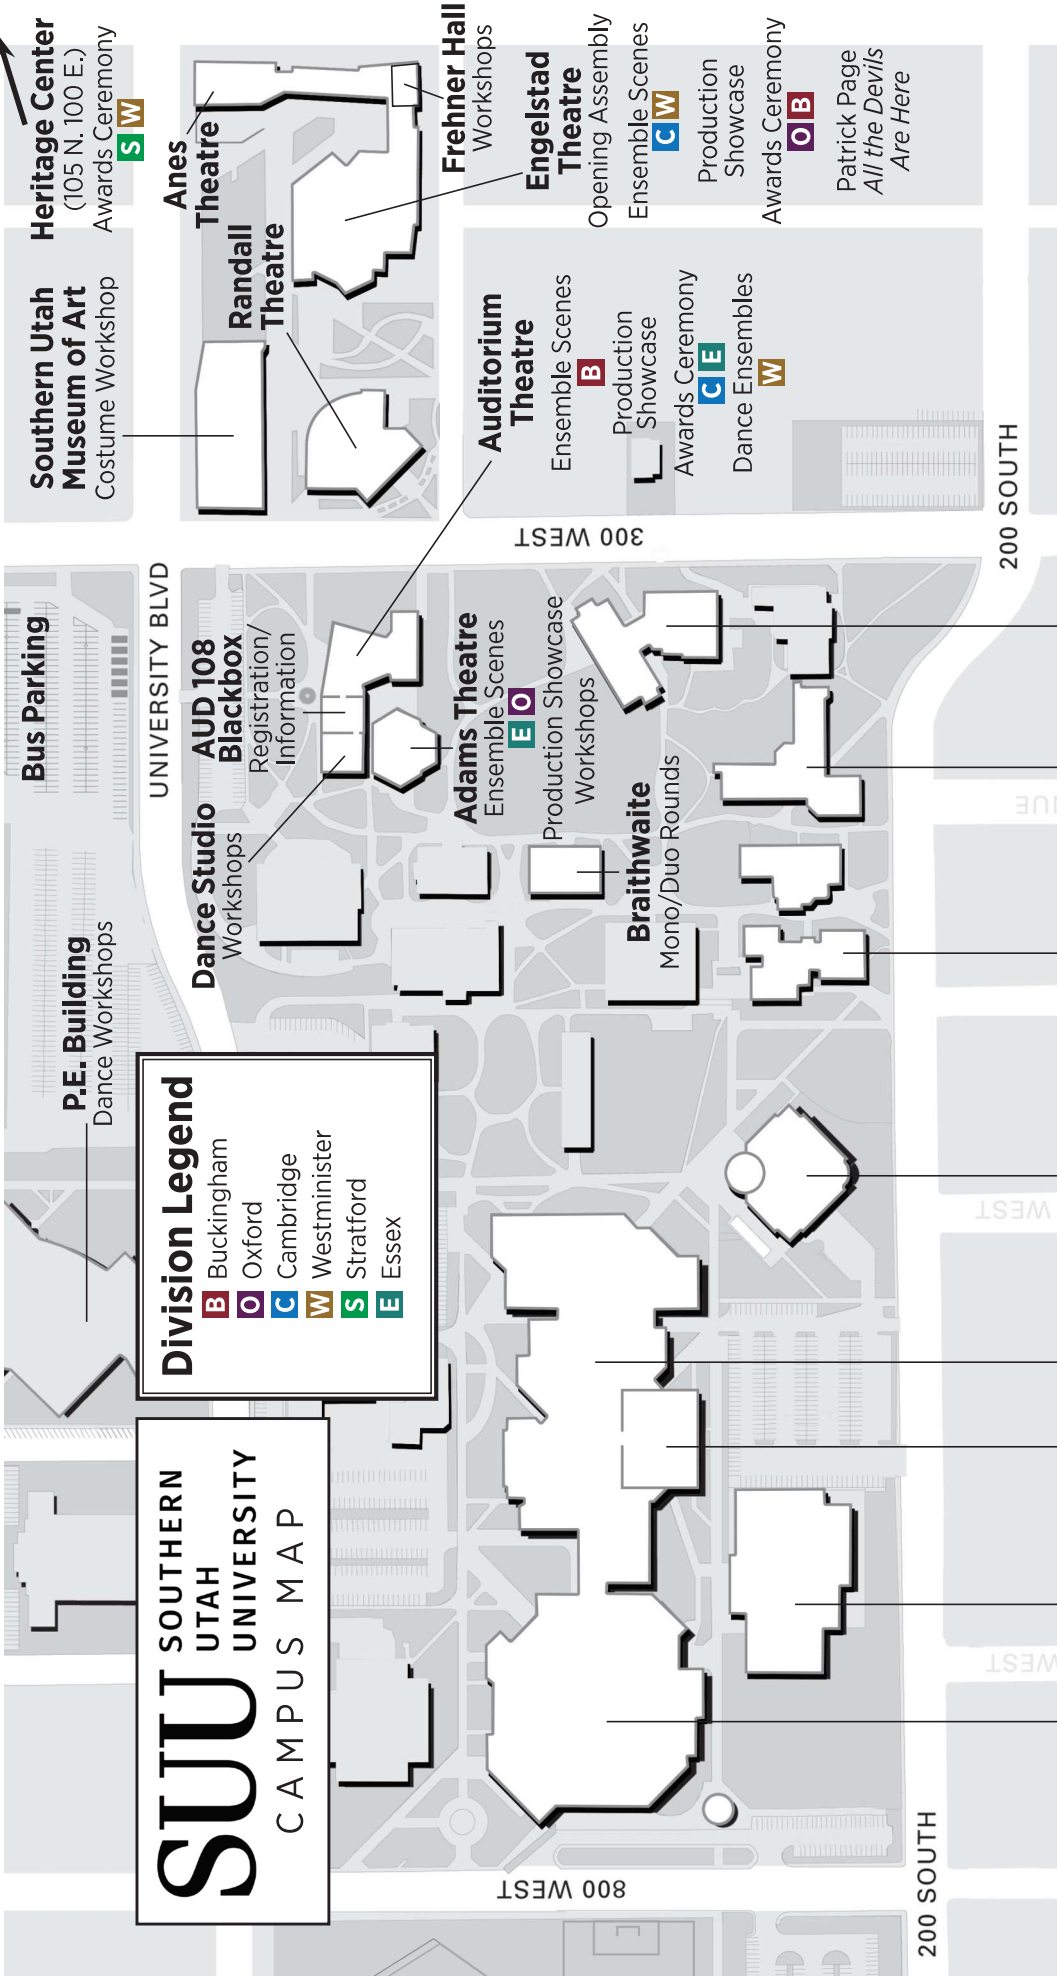 Heritage Center
(105 N. 100 E.)
Awards Ceremony
S W
Southern Utah
Museum of Art
Costume Workshop
Anes
Theatre
Randall
Theatre
Frehner Hall
Workshops
Engelstad
Theatre
Opening Assembly
Ensemble Scenes
C W
Production
Showcase
Awards Ceremony
O B
Patrick Page
All the Devils
Are Here
Auditorium
Theatre
Ensemble Scenes
B
Production
Showcase
Awards Ceremony
C E
Dance Ensembles
W
300 WEST
200 SOUTH
Bus Parking
UNIVERSITY BLVD
AUD 108
Blackbox
Registration/
Information
Dance Studio
Workshops
Adams Theatre
Ensemble Scenes
E O
Production Showcase
Workshops
Braithwaite
Mono/Duo Rounds
P.E. Building
Dance Workshops
Division Legend
B Buckingham
O Oxford
C Cambridge
W Westminister
S Stratford
E Essex
SUU SOUTHERN
UTAH
UNIVERSITY
CAMPUS MAP
UE
WEST
WEST
800 WEST
200 SOUTH